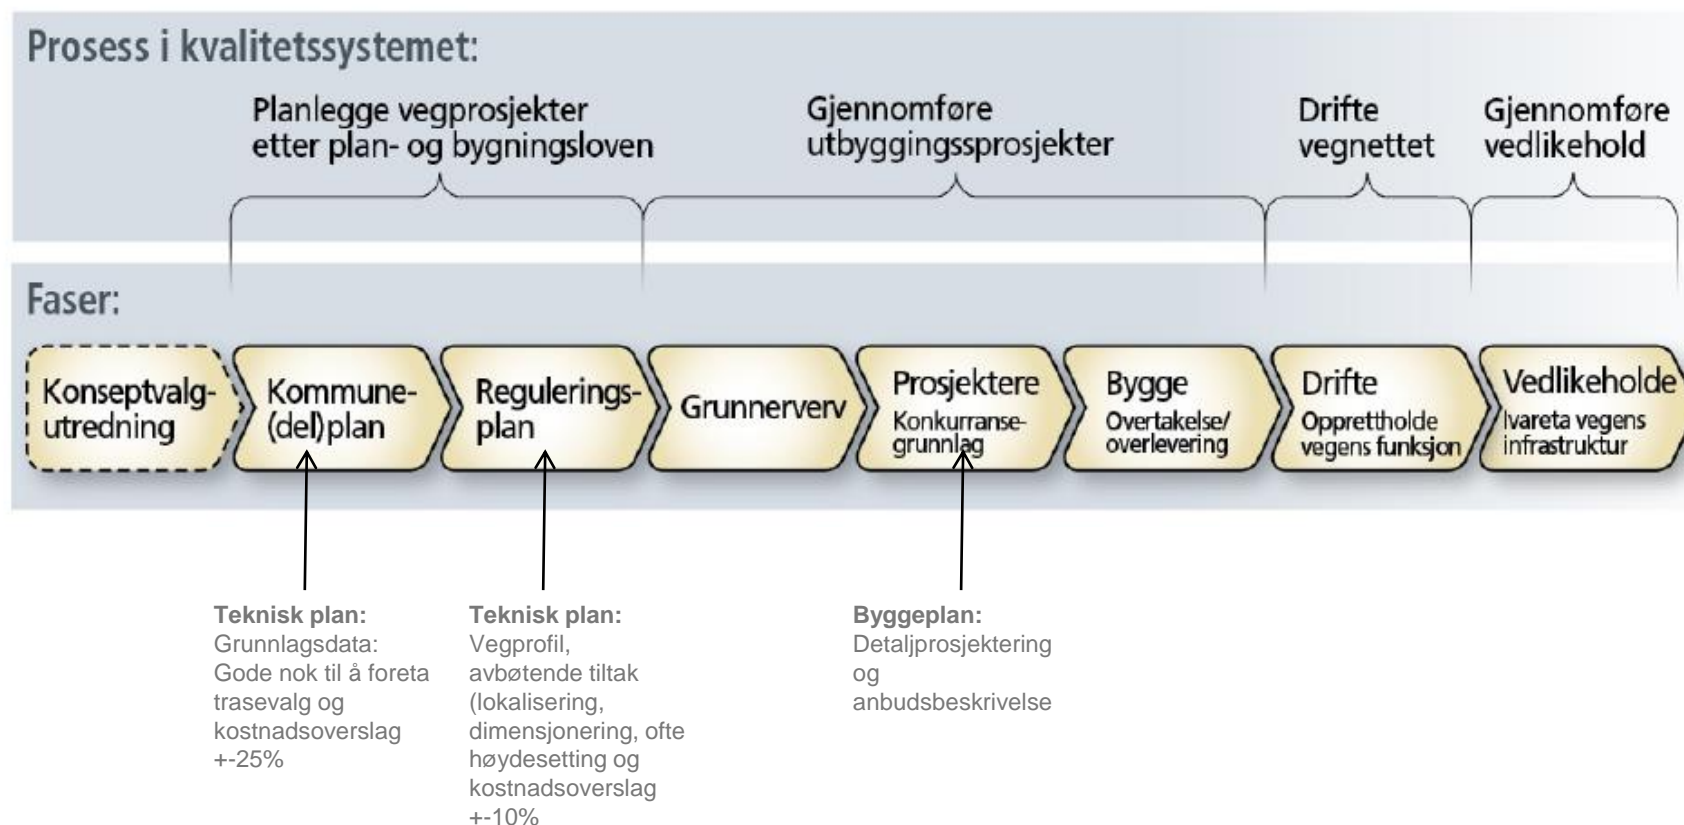 Prosess i kvalitetssystemet:
Planlegge vegprosjekter
etter plan- og bygningsloven
Gjennomføre
utbyggingssprosjekter
Drifte
vegnettet
Gjennomføre
vedlikehold
Faser:
Konseptvalg-
utredning
Kommune-
(del)plan
Regulerings-
plan
Grunnerverv
Prosjektere
Konkurranse-
grunnlag
Bygge
Overtakelse/
overlevering
Drifte
Opprettholde
vegens funksjon
Vedlikeholde
Ivareta vegens
infrastruktur
Teknisk plan:
Grunnlagsdata:
Gode nok til å foreta
trasevalg og
kostnadsoverslag
+-25%
Teknisk plan:
Vegprofil,
avbøtende tiltak
(lokalisering,
dimensjonering, ofte
høydesetting og
kostnadsoverslag
+-10%
Byggeplan:
Detaljprosjektering
og
anbudsbeskrivelse